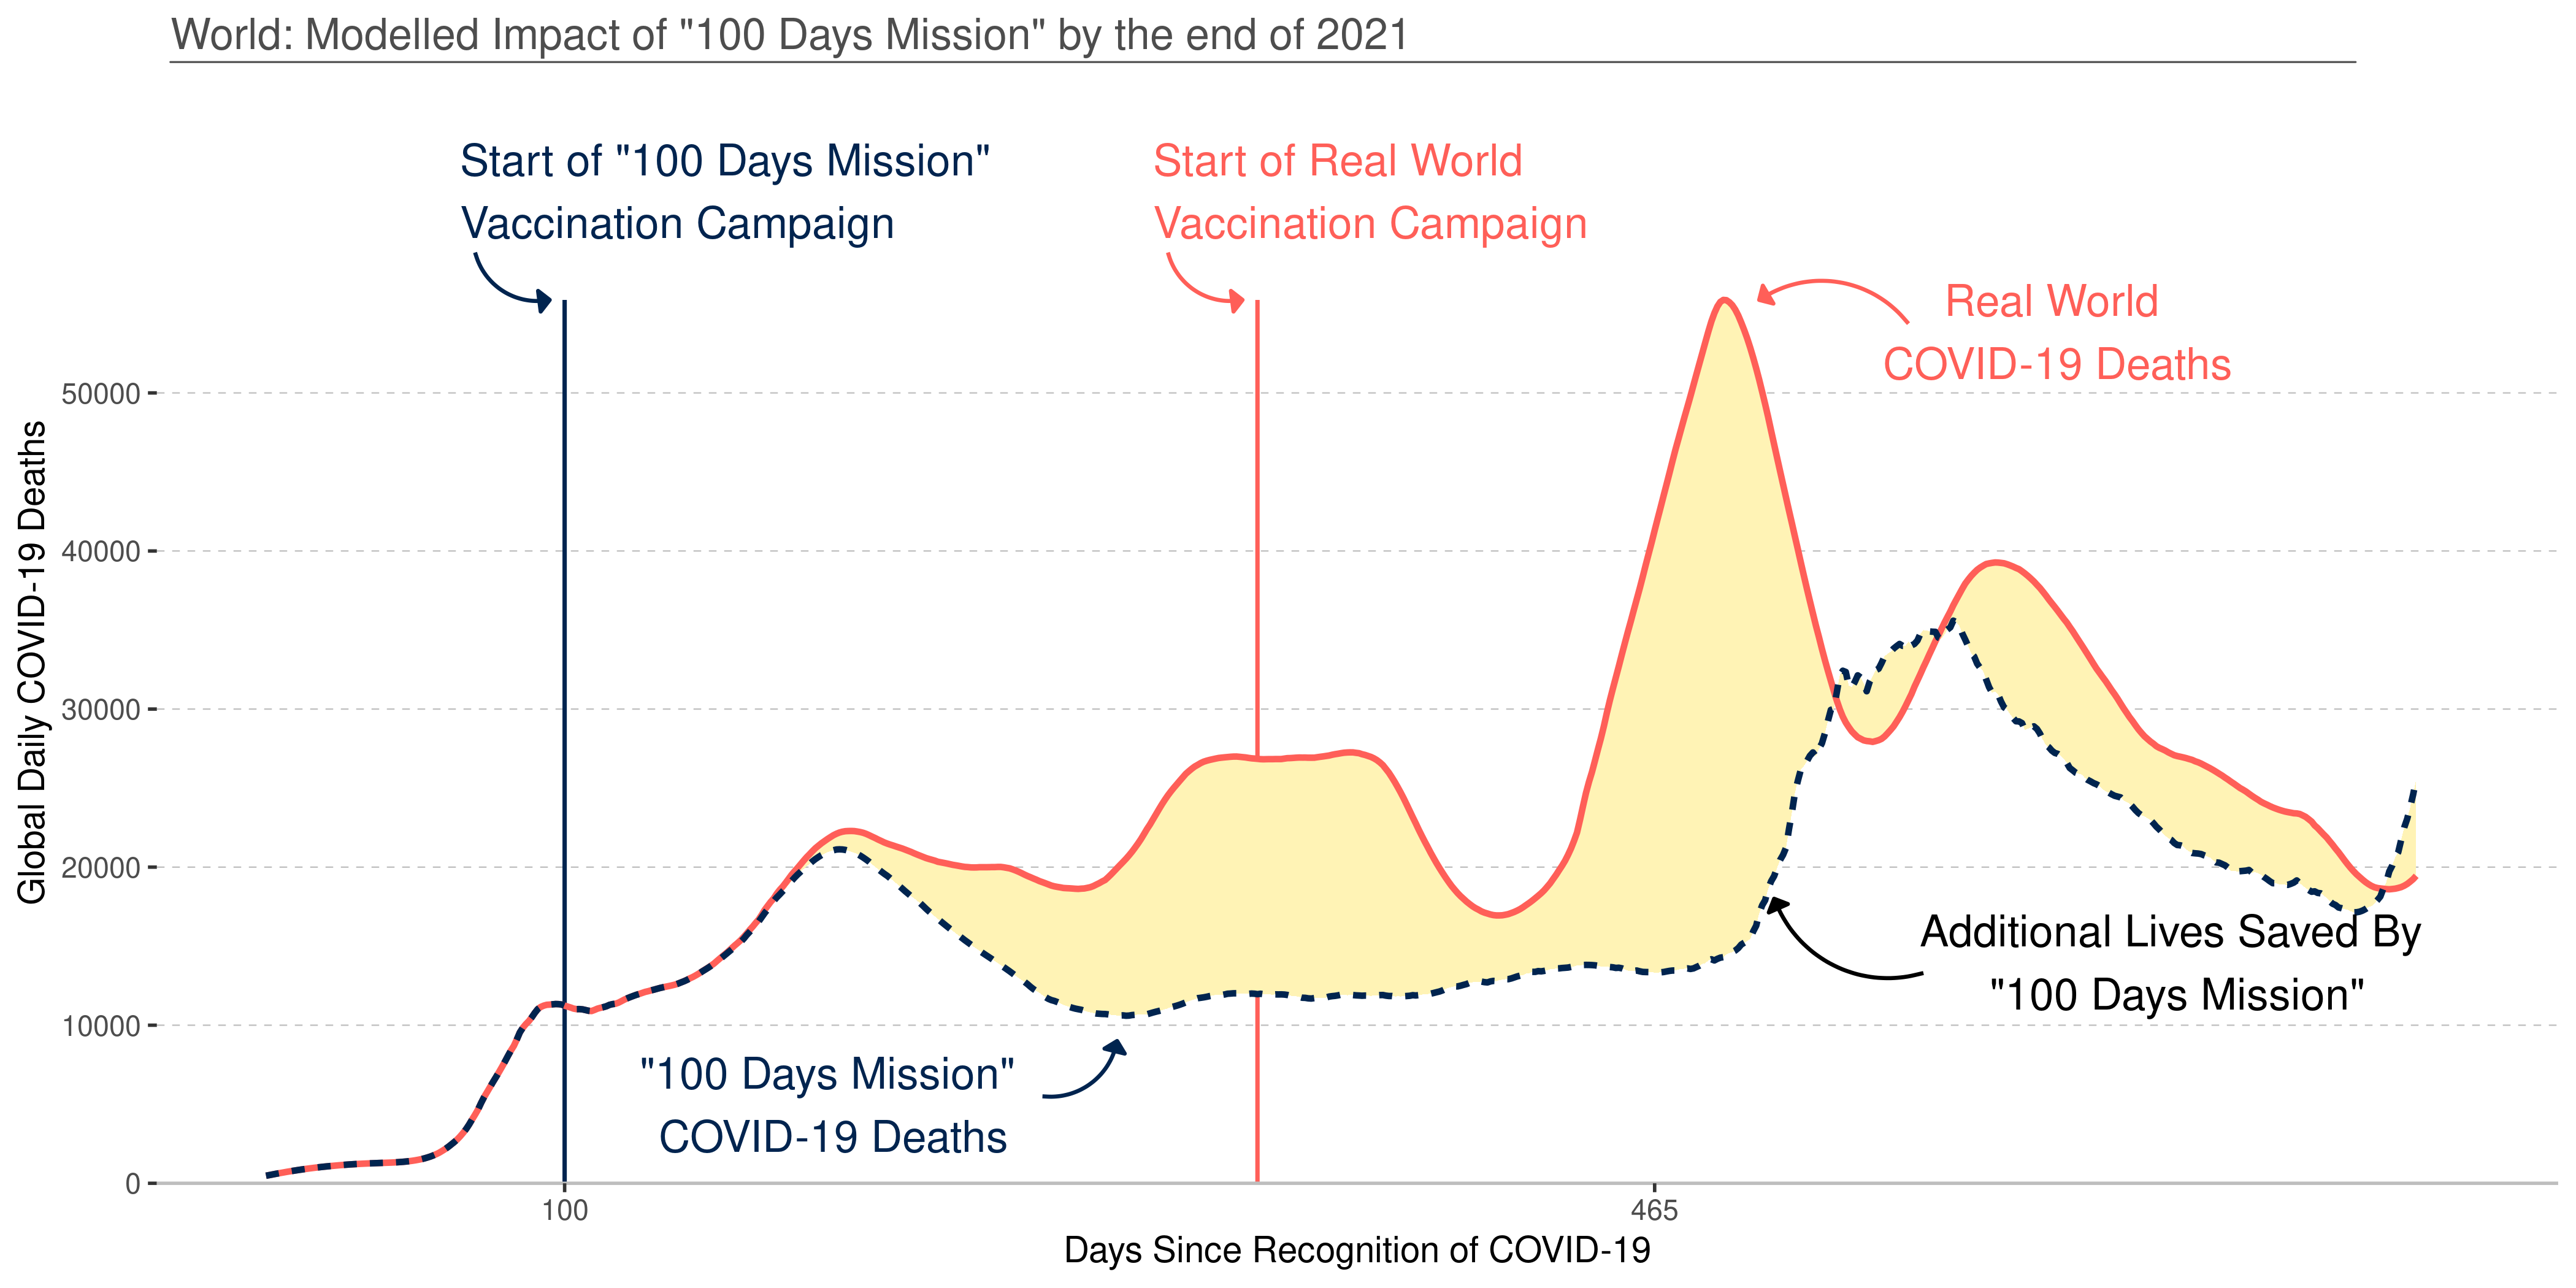 World: Modelled Impact of "100 Days Mission" by the end of 2021
Start of "100 Days Mission"
Vaccination Campaign
Start of Real World
Vaccination Campaign
Real World
COVID-19 Deaths
Global Daily COVID-19 Deaths
50000
40000
30000
20000
10000
0
Additional Lives Saved By
"100 Days Mission"
"100 Days Mission"
COVID-19 Deaths
100
465
Days Since Recognition of COVID-19